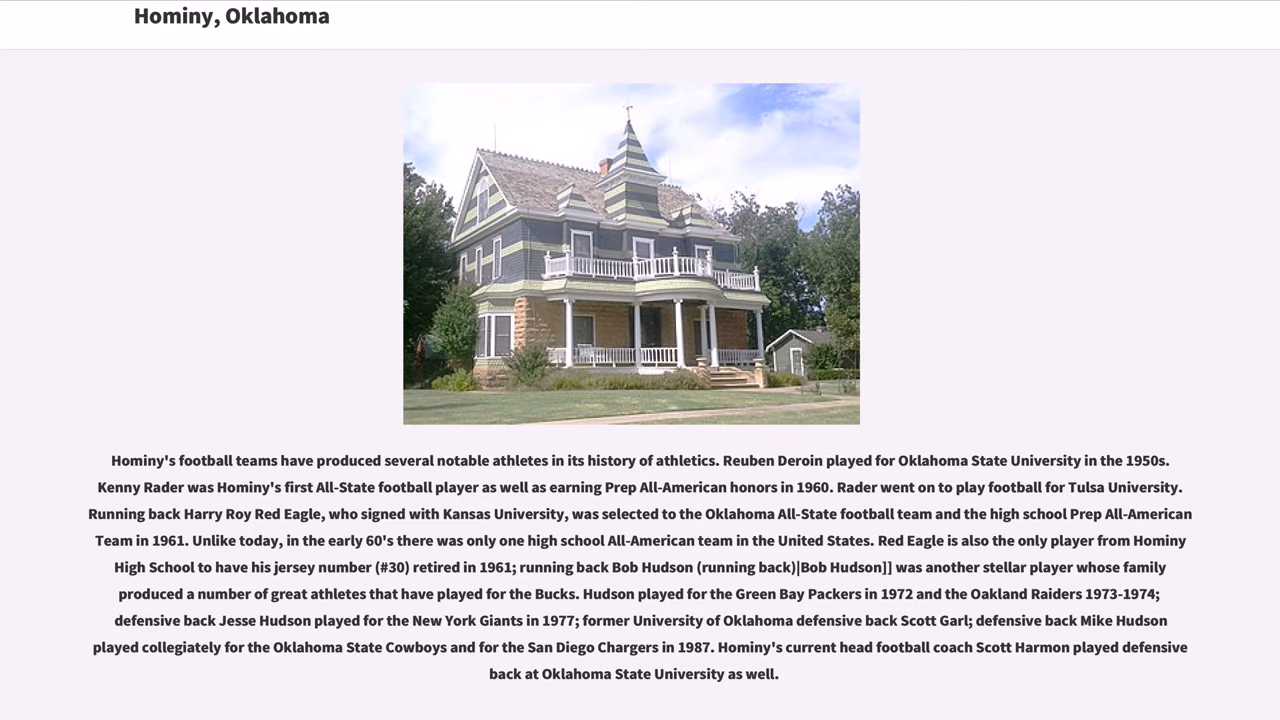 Hominy, Oklahoma
Hominy's football teams have produced several notable athletes in its history of athletics. Reuben Deroin played for Oklahoma State University in the 1950s.
Kenny Rader was Hominy's first All-State football player as well as earning Prep All-American honors in 1960. Rader went on to play football for Tulsa University.
Running back Harry Roy Red Eagle, who signed with Kansas University, was selected to the Oklahoma All-State football team and the high school Prep All-American
Team in 1961. Unlike today, in the early 60's there was only one high school All-American team in the United States. Red Eagle is also the only player from Hominy
High School to have his jersey number (#30) retired in 1961; running back Bob Hudson (running back)|Bob Hudson]] was another stellar player whose family
produced a number of great athletes that have played for the Bucks. Hudson played for the Green Bay Packers in 1972 and the Oakland Raiders 1973-1974;
defensive back Jesse Hudson played for the New York Giants in 1977; former University of Oklahoma defensive back Scott Garl; defensive back Mike Hudson
played collegiately for the Oklahoma State Cowboys and for the San Diego Chargers in 1987. Hominy's current head football coach Scott Harmon played defensive
back at Oklahoma State University as well.